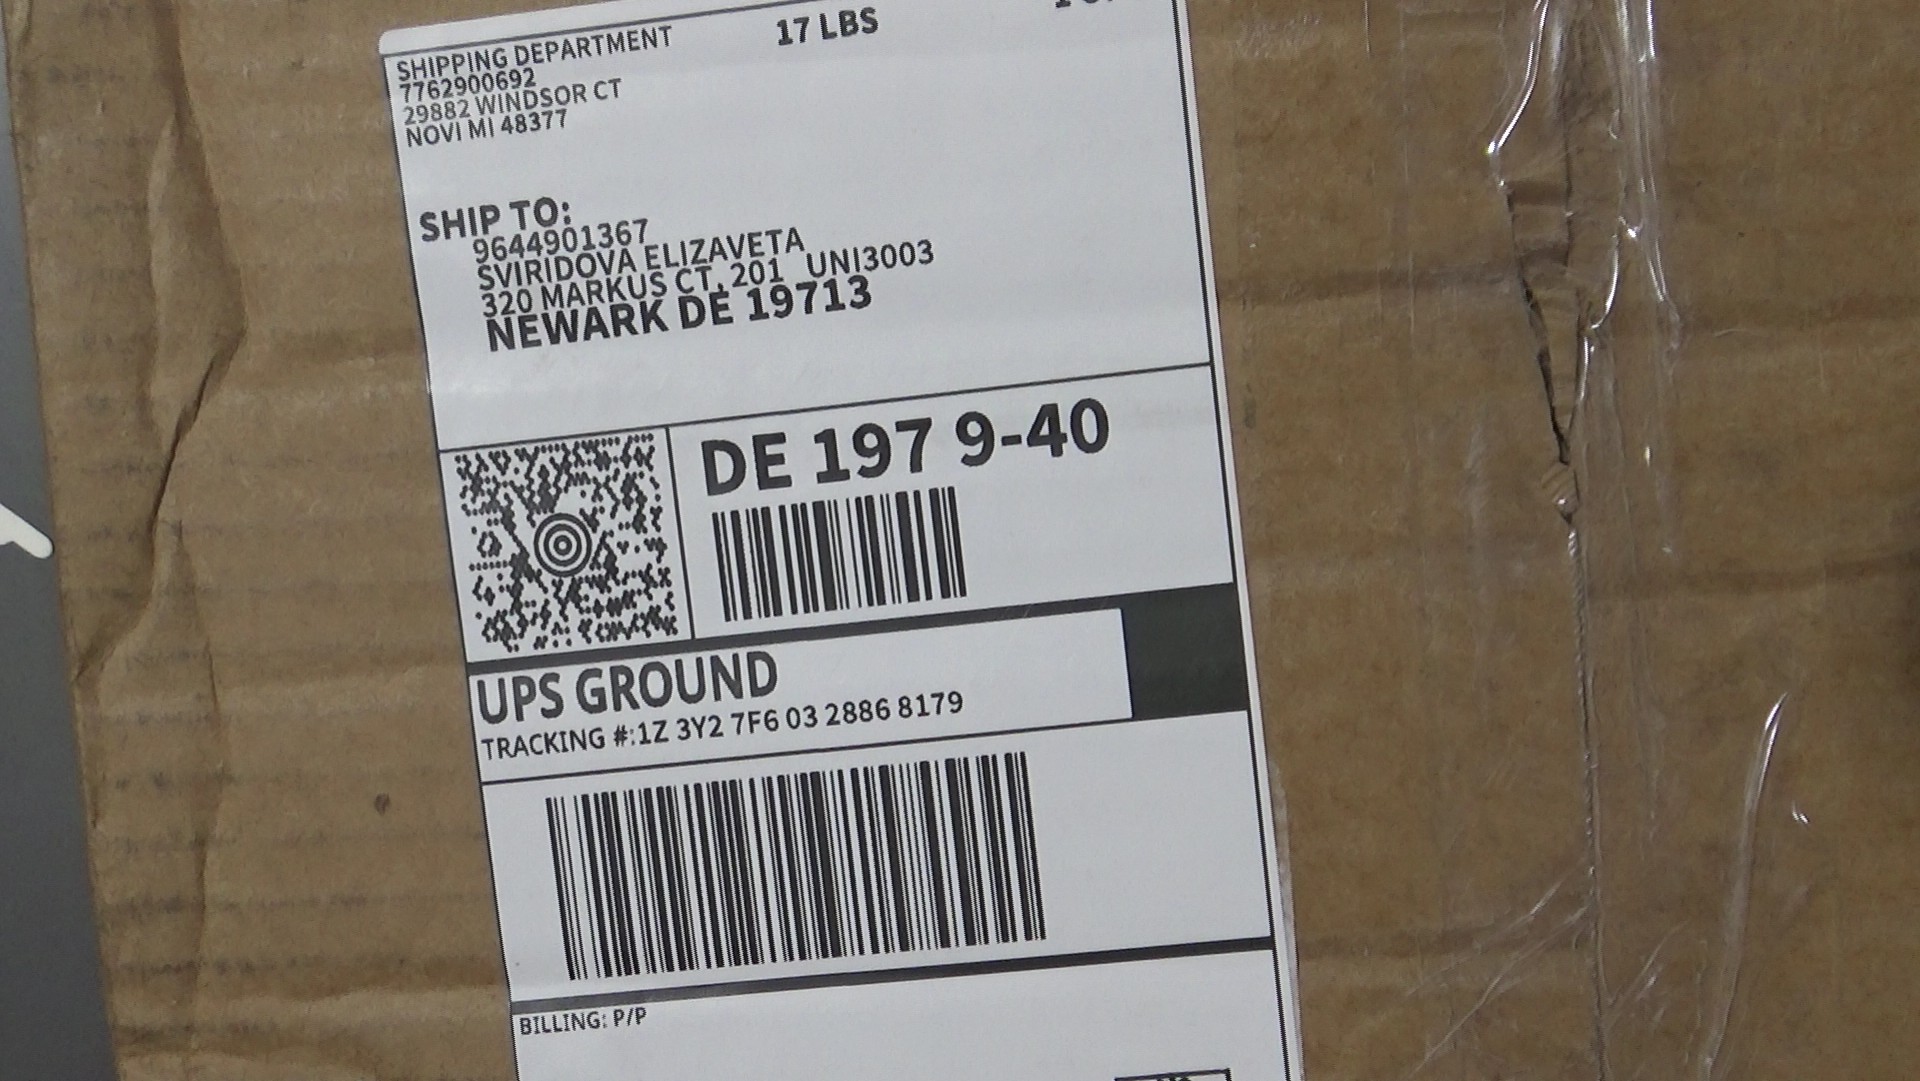 SHIPPING DEPARTMENT
17 LBS
7762900692
29882 WINDSOR CT
NOVI MI 48377
SHIP TO:
9644901367
SVIRIDOVA ELIZAVETA
320 MARKUS CT, 201 UNI3003
NEWARK DE 19713
DE 197 9-40
UPS GROUND
TRACKING #:1Z 3Y2 7F6 03 2886 8179
BILLING: P/P